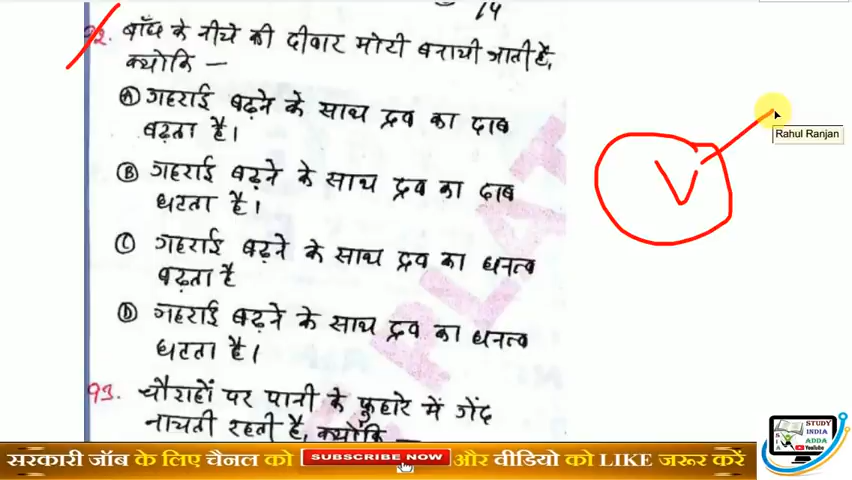 14
92. बाँध के नीचे की दीवार मोटी बनायी जाती है,
क्योकि —
Ⓐ गहराई बढ़ने के साथ द्रव का दाब
बढ़ता है।
Ⓑ गहराई बढ़ने के साथ द्रव का दाब
घटता है।
Ⓒ गहराई बढ़ने के साथ द्रव का घनत्व
बढ़ता है
Ⓓ गहराई बढ़ने के साथ द्रव का घनत्व
घटता है।
93. चौराहों पर पानी के फुहारे में गेंद
नाचती रहती है, क्योंकि —
V
Rahul Ranjan
सरकारी जॉब के लिए चैनल को SUBSCRIBE NOW और वीडियो को LIKE जरूर करें
STUDY
INDIA
ADDA
YouTube